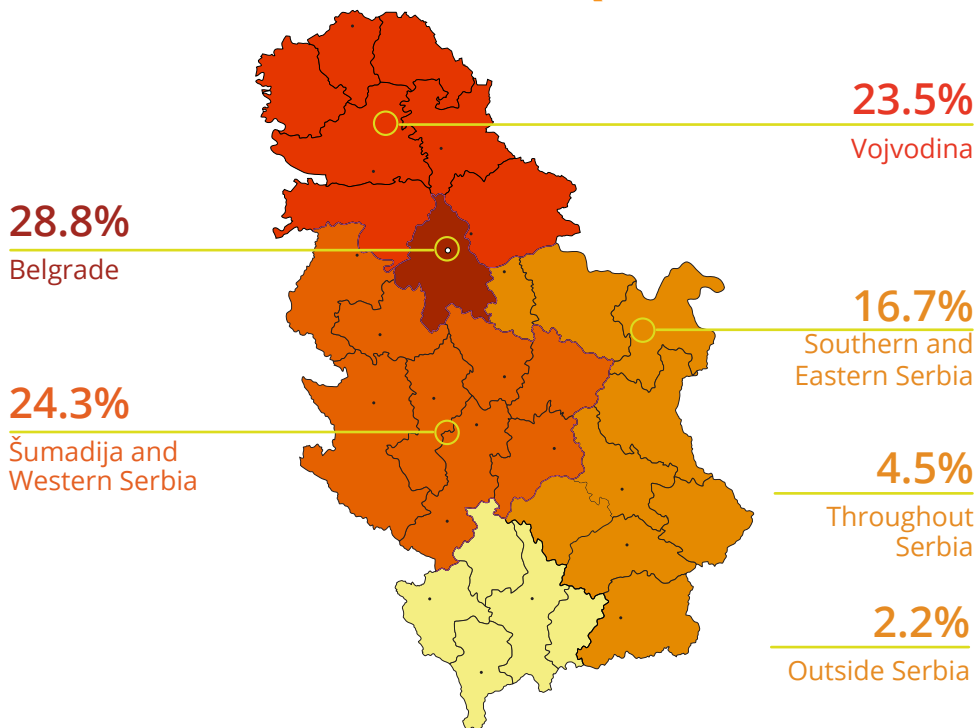 23.5%
Vojvodina
28.8%
Belgrade
16.7%
Southern and
Eastern Serbia
24.3%
Šumadija and
Western Serbia
4.5%
Throughout
Serbia
2.2%
Outside Serbia